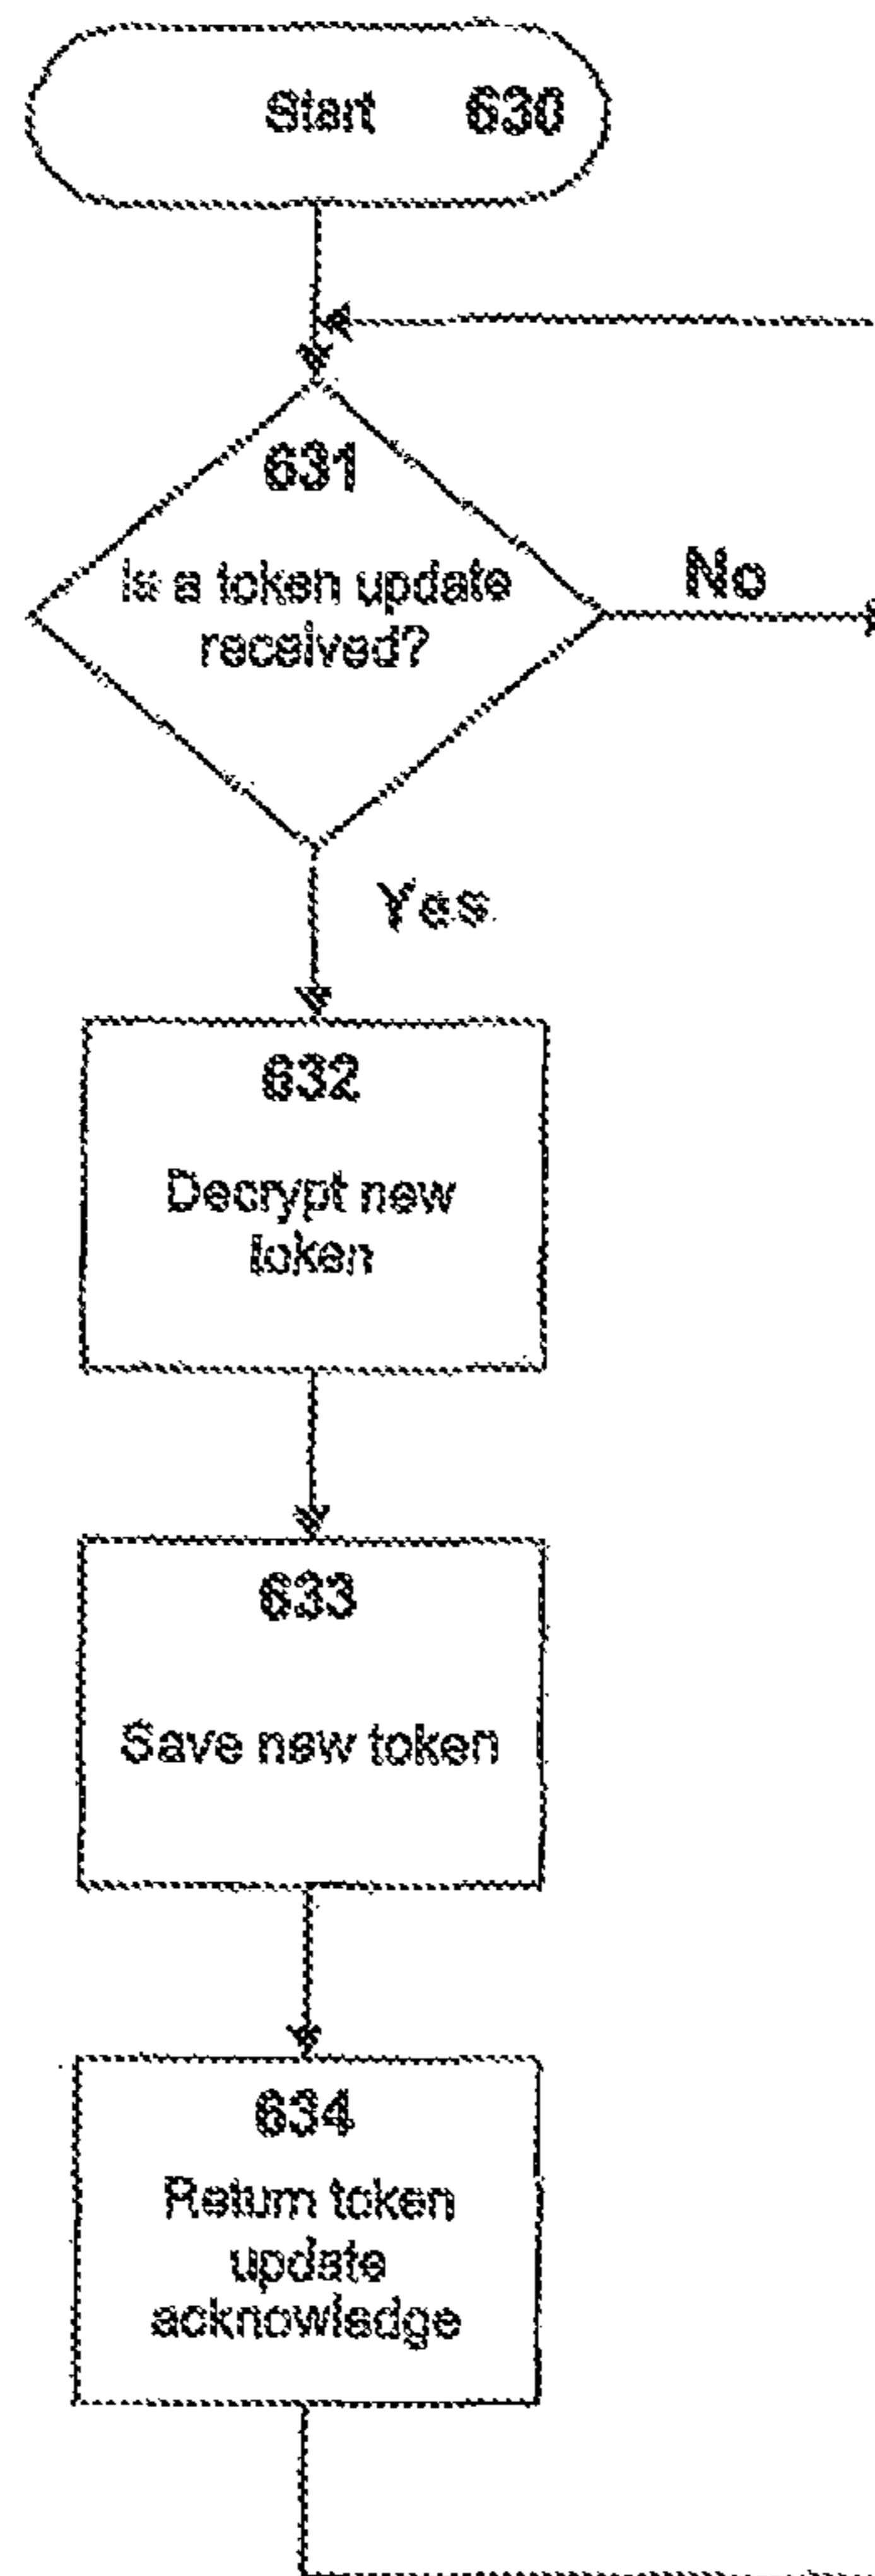 Start 630
631
Is a token update
received?
No
Yes
632
Decrypt new
token
633
Save new token
634
Return token
update
acknowledge